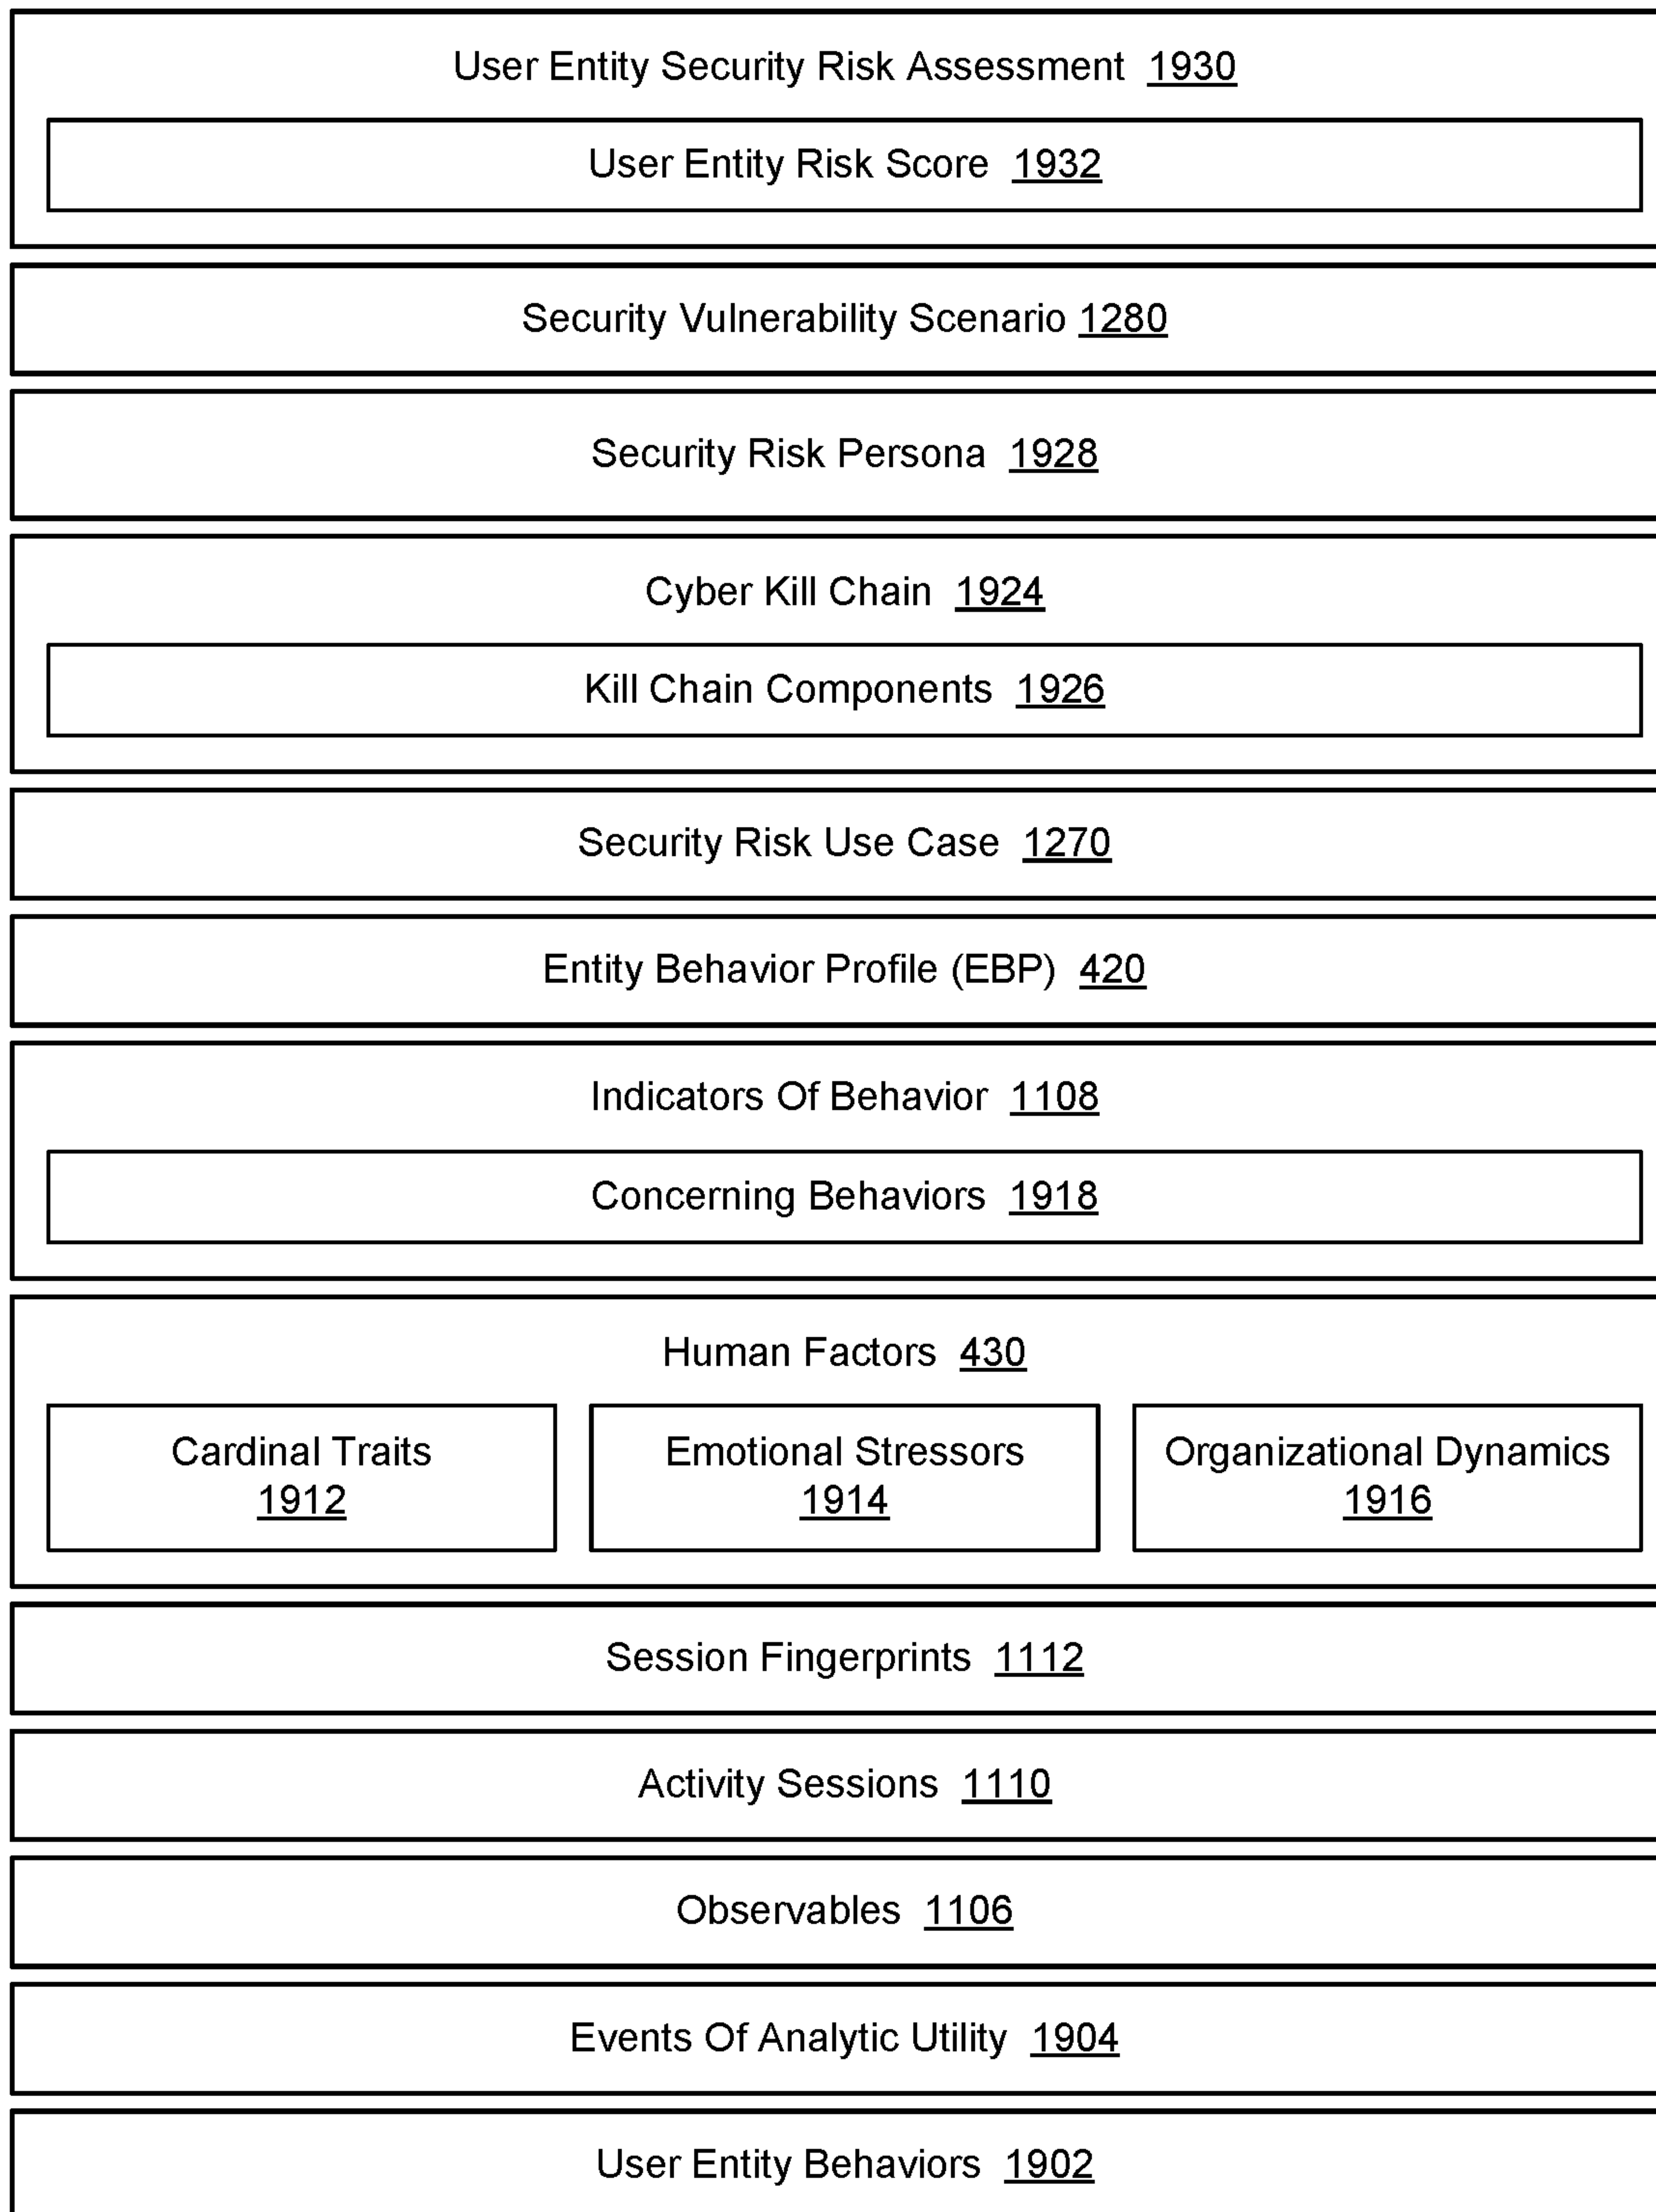 User Entity Security Risk Assessment 1930
User Entity Risk Score 1932
Security Vulnerability Scenario 1280
Security Risk Persona 1928
Cyber Kill Chain 1924
Kill Chain Components 1926
Security Risk Use Case 1270
Entity Behavior Profile (EBP) 420
Indicators Of Behavior 1108
Concerning Behaviors 1918
Human Factors 430
Cardinal Traits
1912
Emotional Stressors
1914
Organizational Dynamics
1916
Session Fingerprints 1112
Activity Sessions 1110
Observables 1106
Events Of Analytic Utility 1904
User Entity Behaviors 1902